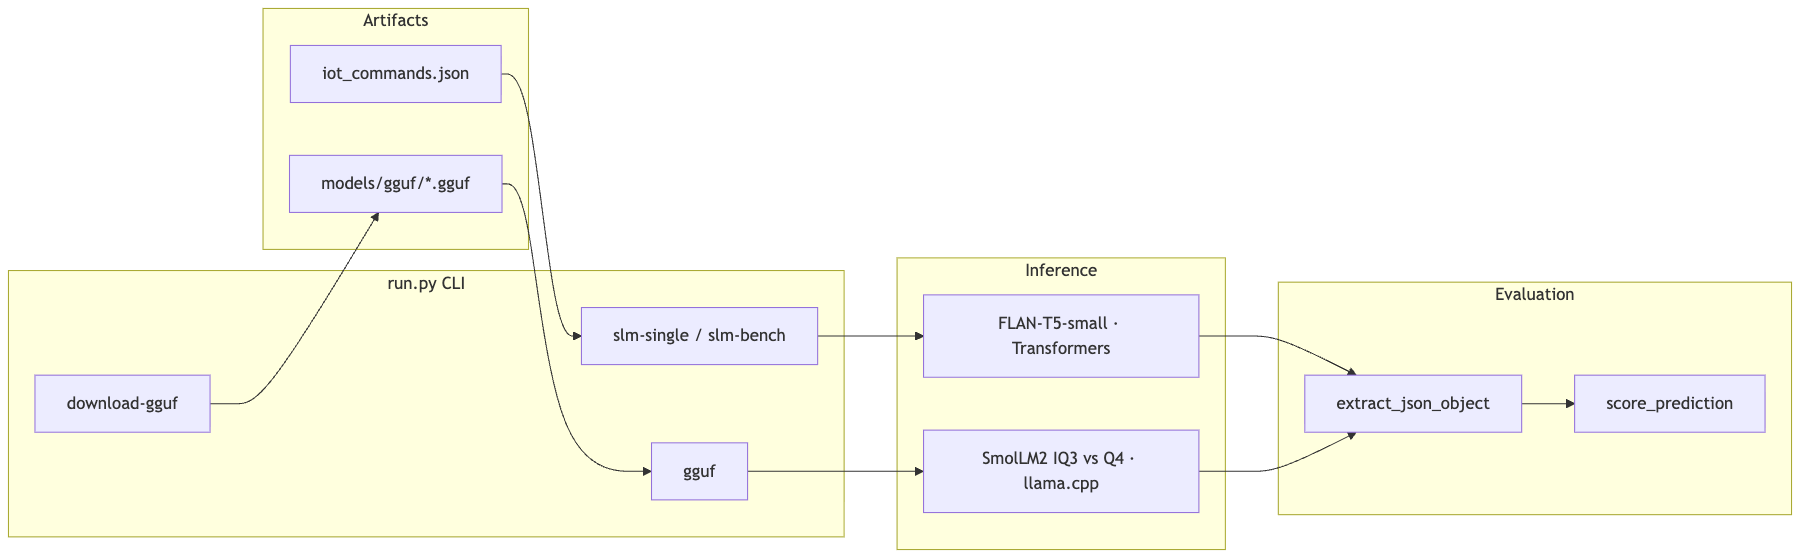 Artifacts
iot_commands.json
models/gguf/*.gguf
run.py CLI
download-gguf
slm-single / slm-bench
gguf
Inference
FLAN-T5-small ·
Transformers
SmolLM2 IQ3 vs Q4 ·
llama.cpp
Evaluation
extract_json_object
score_prediction